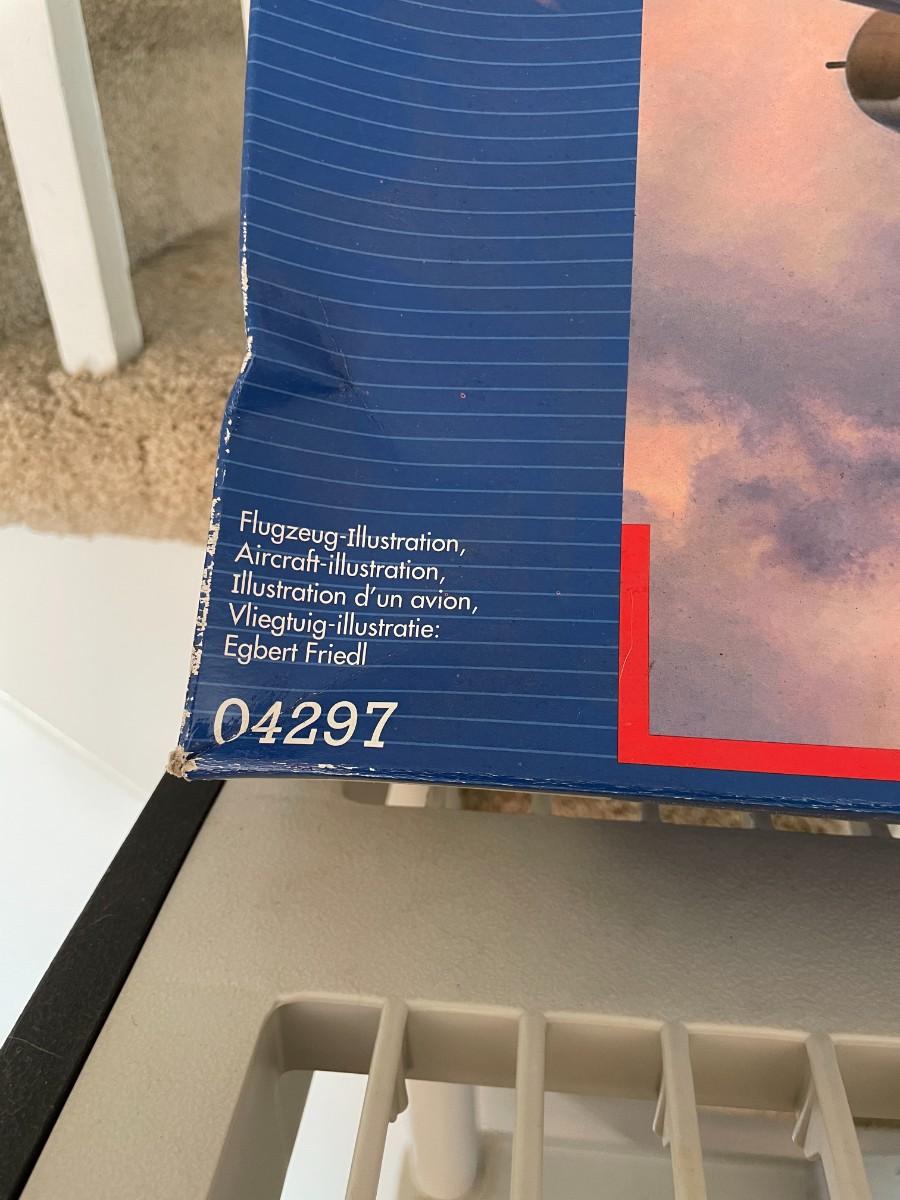 Flugzeug-Illustration,
Aircraft-illustration,
Illustration d'un avion,
Vliegtuig-illustratie:
Egbert Friedl
04297